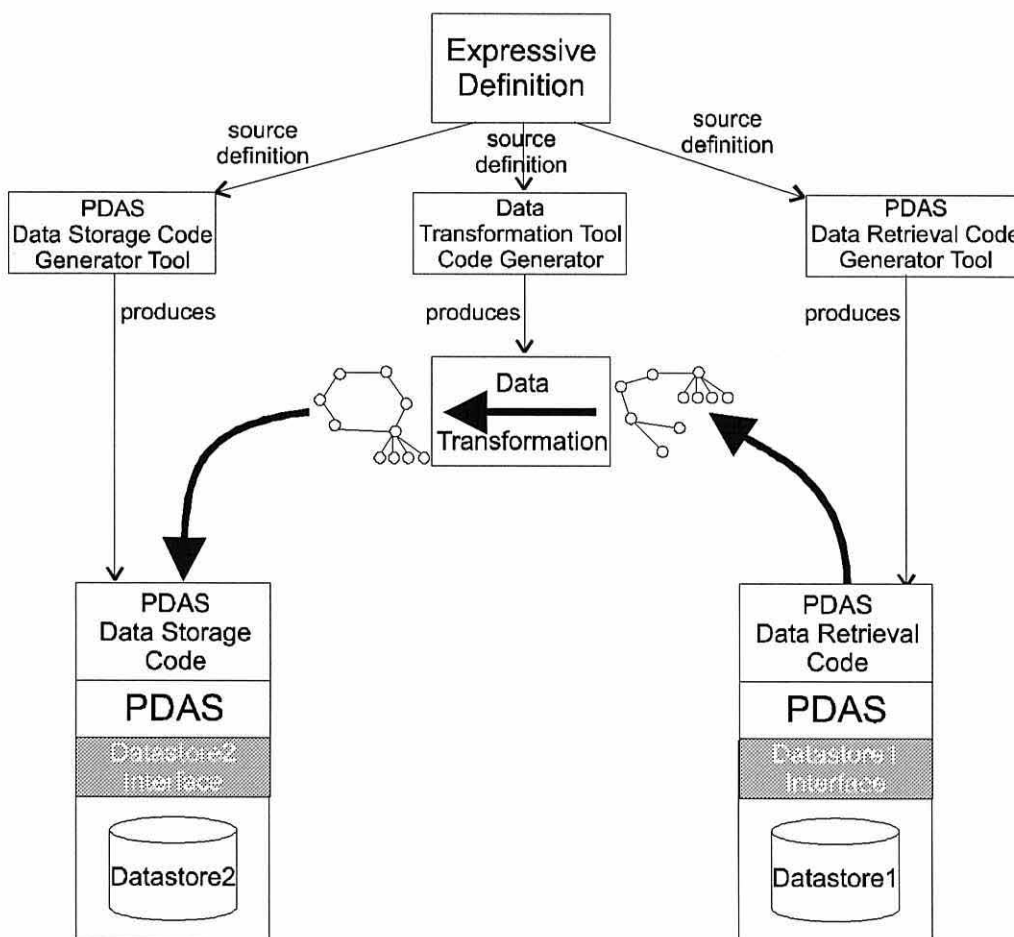 Expressive
Definition
source
definition
source
definition
source
definition
PDAS
Data Storage Code
Generator Tool
Data
Transformation Tool
Code Generator
PDAS
Data Retrieval Code
Generator Tool
produces
produces
produces
Data
Transformation
PDAS
Data Storage
Code
PDAS
Datastore2
Interface
Datastore2
PDAS
Data Retrieval
Code
PDAS
Datastore1
Interface
Datastore1